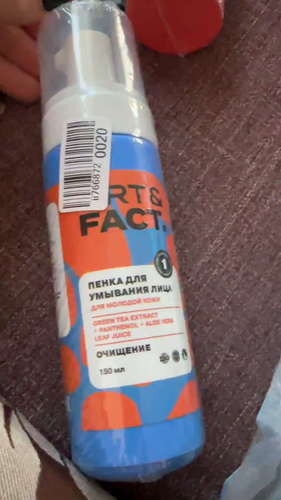 ii766872 0020
RT&
FACT.
1
ПЕНКА ДЛЯ
УМЫВАНИЯ ЛИЦА
ДЛЯ МОЛОДОЙ КОЖИ
GREEN TEA EXTRACT
+ PANTHENOL + ALOE VERA
LEAF JUICE
ОЧИЩЕНИЕ
150 МЛ